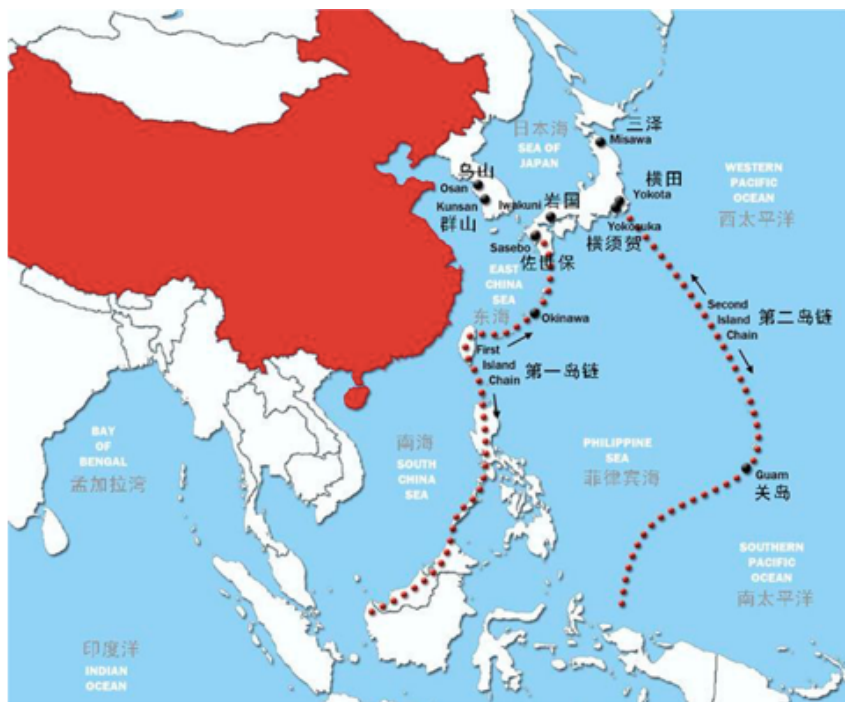 日本海
SEA OF
JAPAN
三泽
Misawa
乌山
Osan
Kunsan
群山
Iwakuni
岩国
横田
Yokota
Yokosuka
横须贺
Sasebo
佐世保
WESTERN
PACIFIC
OCEAN
西太平洋
EAST
CHINA
SEA
东海
Okinawa
First
Island
Chain
第一岛链
Second
Island
Chain
第二岛链
BAY
OF
BENGAL
孟加拉湾
南海
SOUTH
CHINA
SEA
PHILIPPINE
SEA
菲律宾海
Guam
关岛
SOUTHERN
PACIFIC
OCEAN
南太平洋
印度洋
INDIAN
OCEAN